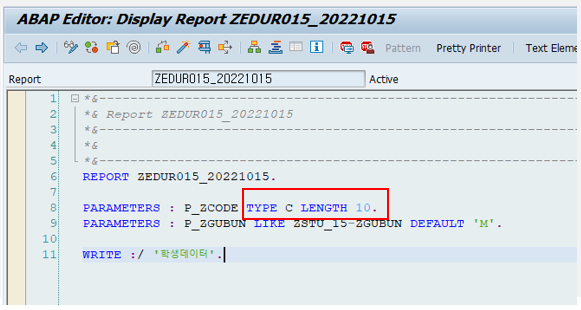 ABAP Editor: Display Report ZEDUR015_20221015
Pattern Pretty Printer Text Eleme
Report ZEDUR015_20221015 Active
1 *&---------------------------------------------------------------------
2 *& Report ZEDUR015_20221015
3 *&---------------------------------------------------------------------
4 *&
5 *&---------------------------------------------------------------------
6 REPORT ZEDUR015_20221015.
7
8 PARAMETERS : P_ZCODE TYPE C LENGTH 10.
9 PARAMETERS : P_ZGUBUN LIKE ZSTU_15-ZGUBUN DEFAULT 'M'.
10
11 WRITE :/ '학생데이터'.